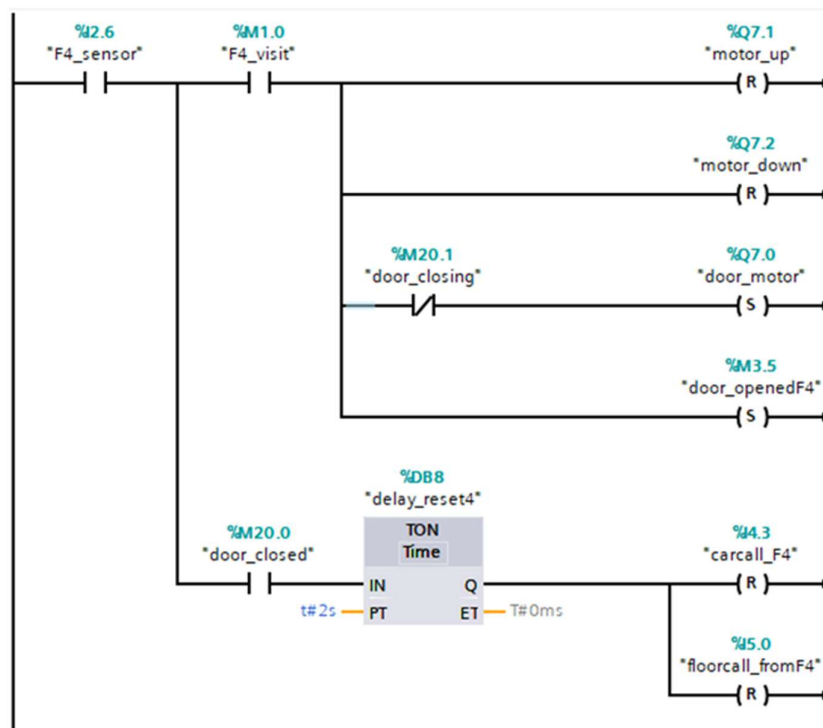 %I2.6
"F4_sensor"
%M1.0
"F4_visit"
%Q7.1
"motor_up"
R
%Q7.2
"motor_down"
R
%M20.1
"door_closing"
%Q7.0
"door_motor"
S
%M3.5
"door_openedF4"
S
%DB8
"delay_reset4"
%M20.0
"door_closed"
TON
Time
IN Q
t#2s PT ET T#0ms
%I4.3
"carcall_F4"
R
%I5.0
"floorcall_fromF4"
R